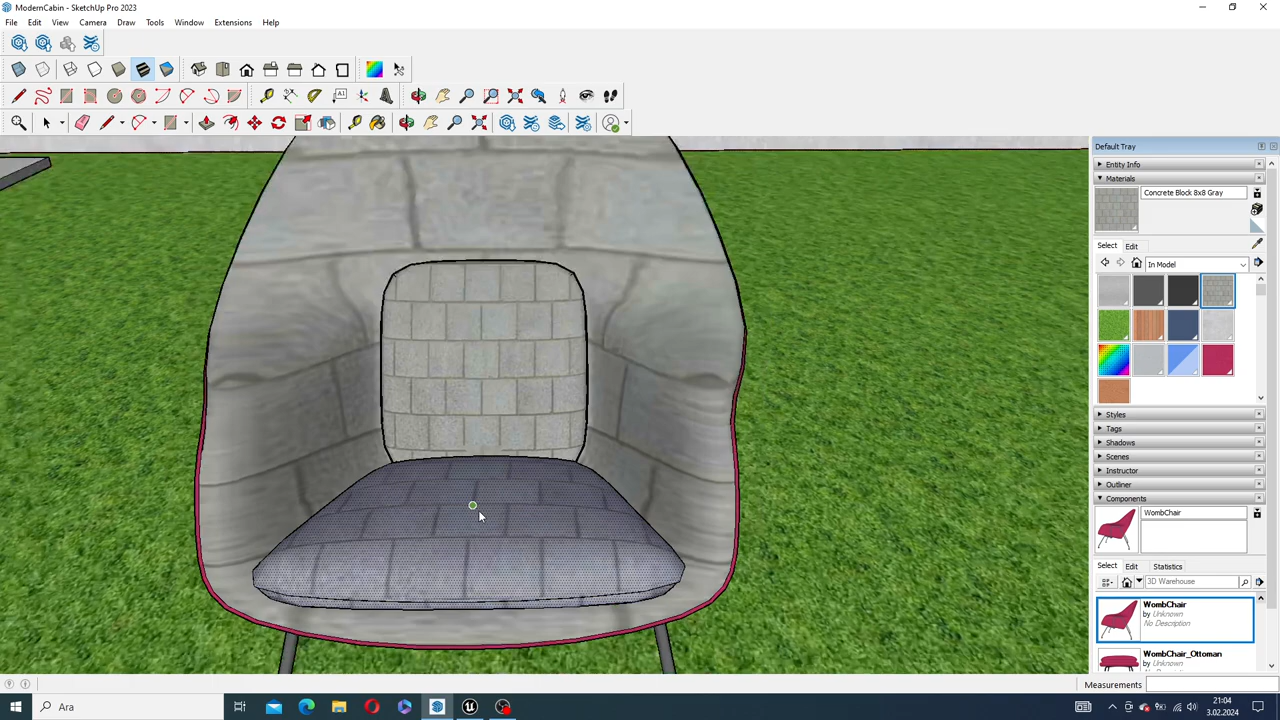 ModernCabin - SketchUp Pro 2023
File Edit View Camera Draw Tools Window Extensions Help
Default Tray
Entity Info
Materials
Concrete Block 8x8 Gray
Select Edit
In Model
Styles
Tags
Shadows
Scenes
Instructor
Outliner
Components
WombChair
Select Edit Statistics
3D Warehouse
WombChair
by Unknown
No Description
WombChair_Ottoman
by Unknown
Measurements
Ara
21:04
3.02.2024